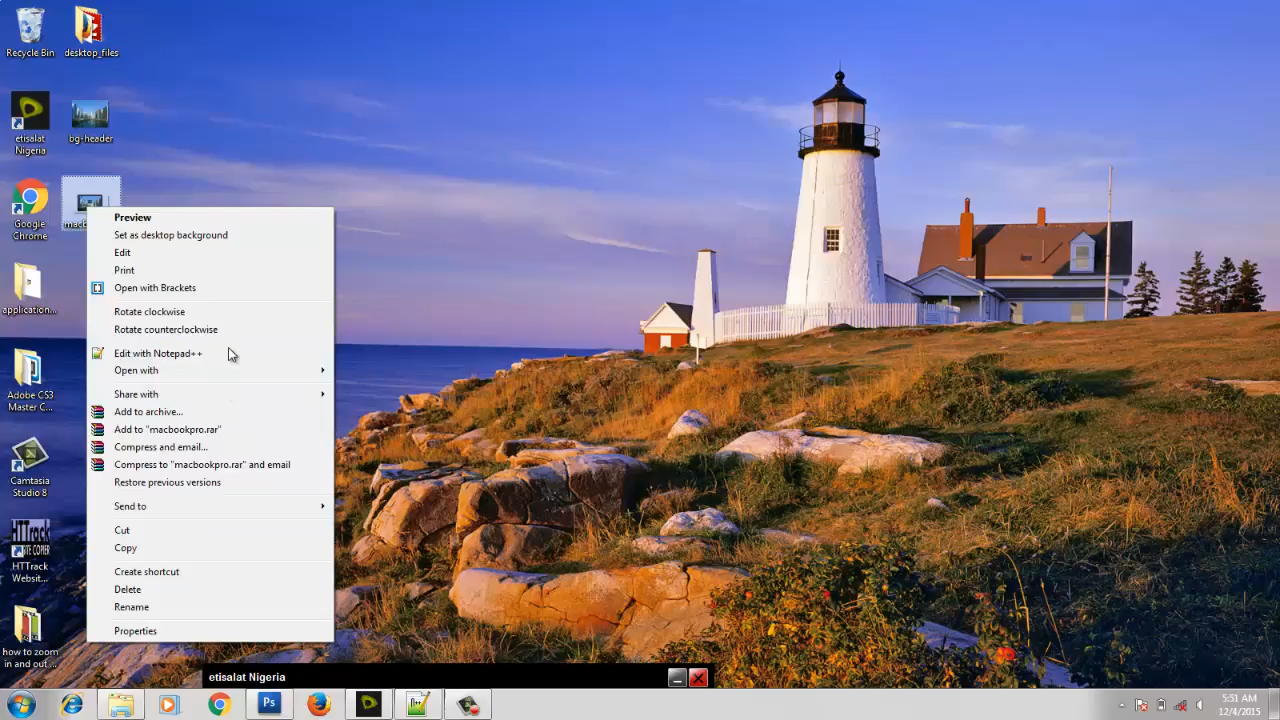 Recycle Bin
desktop_files
etisalat
Nigeria
bg-header
Google
Chrome
application...
Adobe CS3
Master C...
Camtasia
Studio 8
HTTrack
Websit...
how to zoom
in and out ...
Preview
Set as desktop background
Edit
Print
Open with Brackets
Rotate clockwise
Rotate counterclockwise
Edit with Notepad++
Open with
Share with
Add to archive...
Add to "macbookpro.rar"
Compress and email...
Compress to "macbookpro.rar" and email
Restore previous versions
Send to
Cut
Copy
Create shortcut
Delete
Rename
Properties
etisalat Nigeria
Ps
5:31 AM
12/4/2015